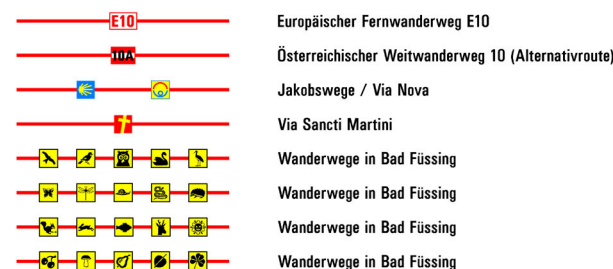 E10 Europäischer Fernwanderweg E10
10A Österreichischer Weitwanderweg 10 (Alternativroute)
Jakobswege / Via Nova
Via Sancti Martini
Wanderwege in Bad Füssing
Wanderwege in Bad Füssing
Wanderwege in Bad Füssing
Wanderwege in Bad Füssing